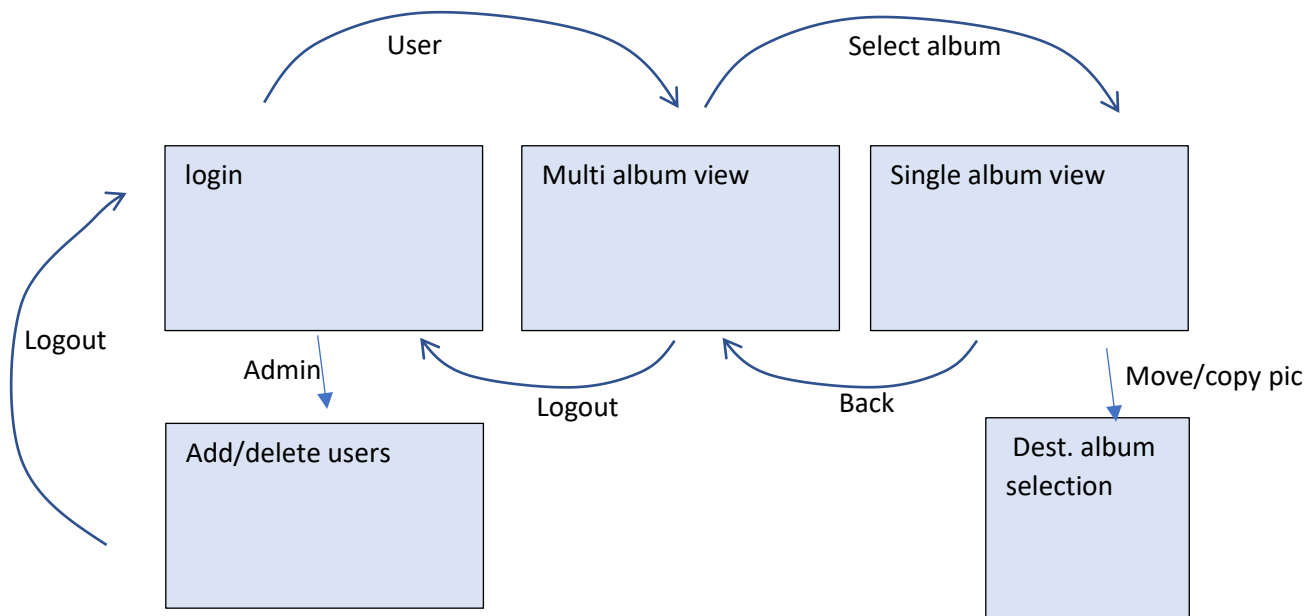 User
Select album
login
Multi album view
Single album view
Logout
Admin
Logout
Back
Move/copy pic
Add/delete users
Dest. album
selection